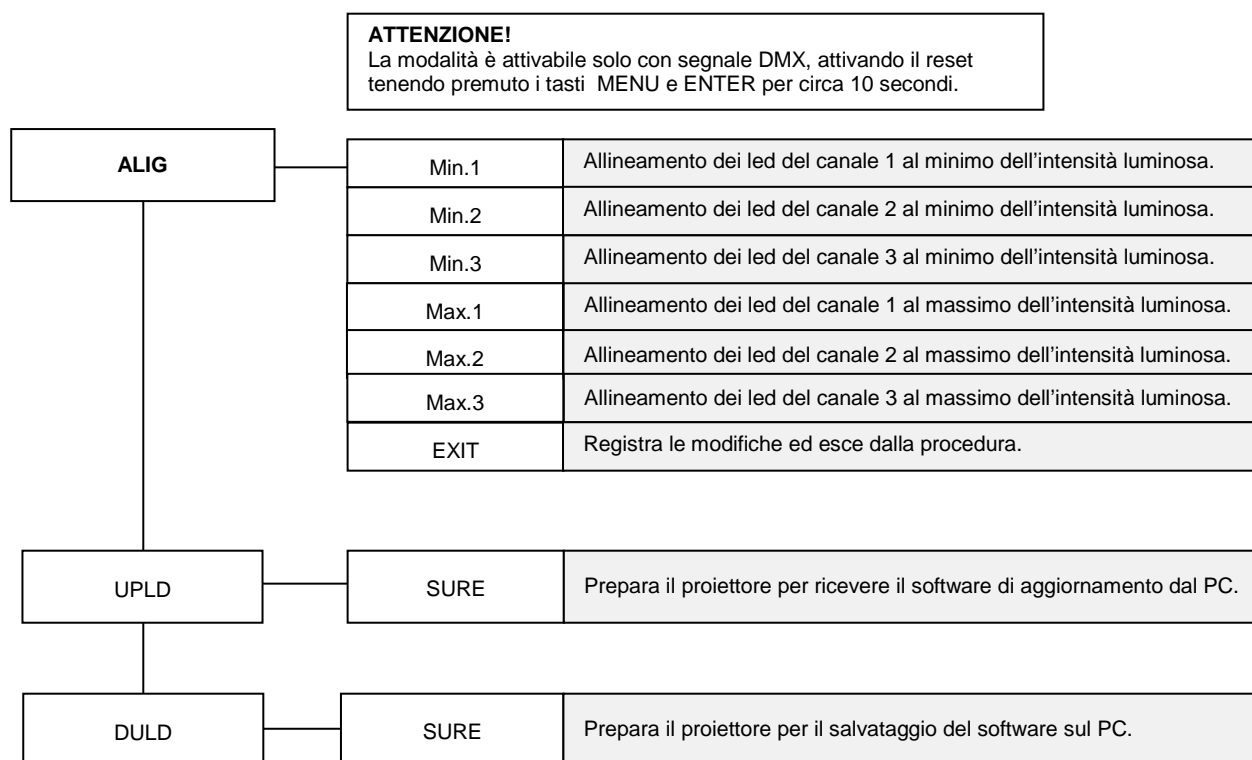 ATTENZIONE!
La modalità è attivabile solo con segnale DMX, attivando il reset
tenendo premuto i tasti MENU e ENTER per circa 10 secondi.
ALIG
Min.1 Allineamento dei led del canale 1 al minimo dell’intensità luminosa.
Min.2 Allineamento dei led del canale 2 al minimo dell’intensità luminosa.
Min.3 Allineamento dei led del canale 3 al minimo dell’intensità luminosa.
Max.1 Allineamento dei led del canale 1 al massimo dell’intensità luminosa.
Max.2 Allineamento dei led del canale 2 al massimo dell’intensità luminosa.
Max.3 Allineamento dei led del canale 3 al massimo dell’intensità luminosa.
EXIT Registra le modifiche ed esce dalla procedura.
UPLD SURE Prepara il proiettore per ricevere il software di aggiornamento dal PC.
DULD SURE Prepara il proiettore per il salvataggio del software sul PC.